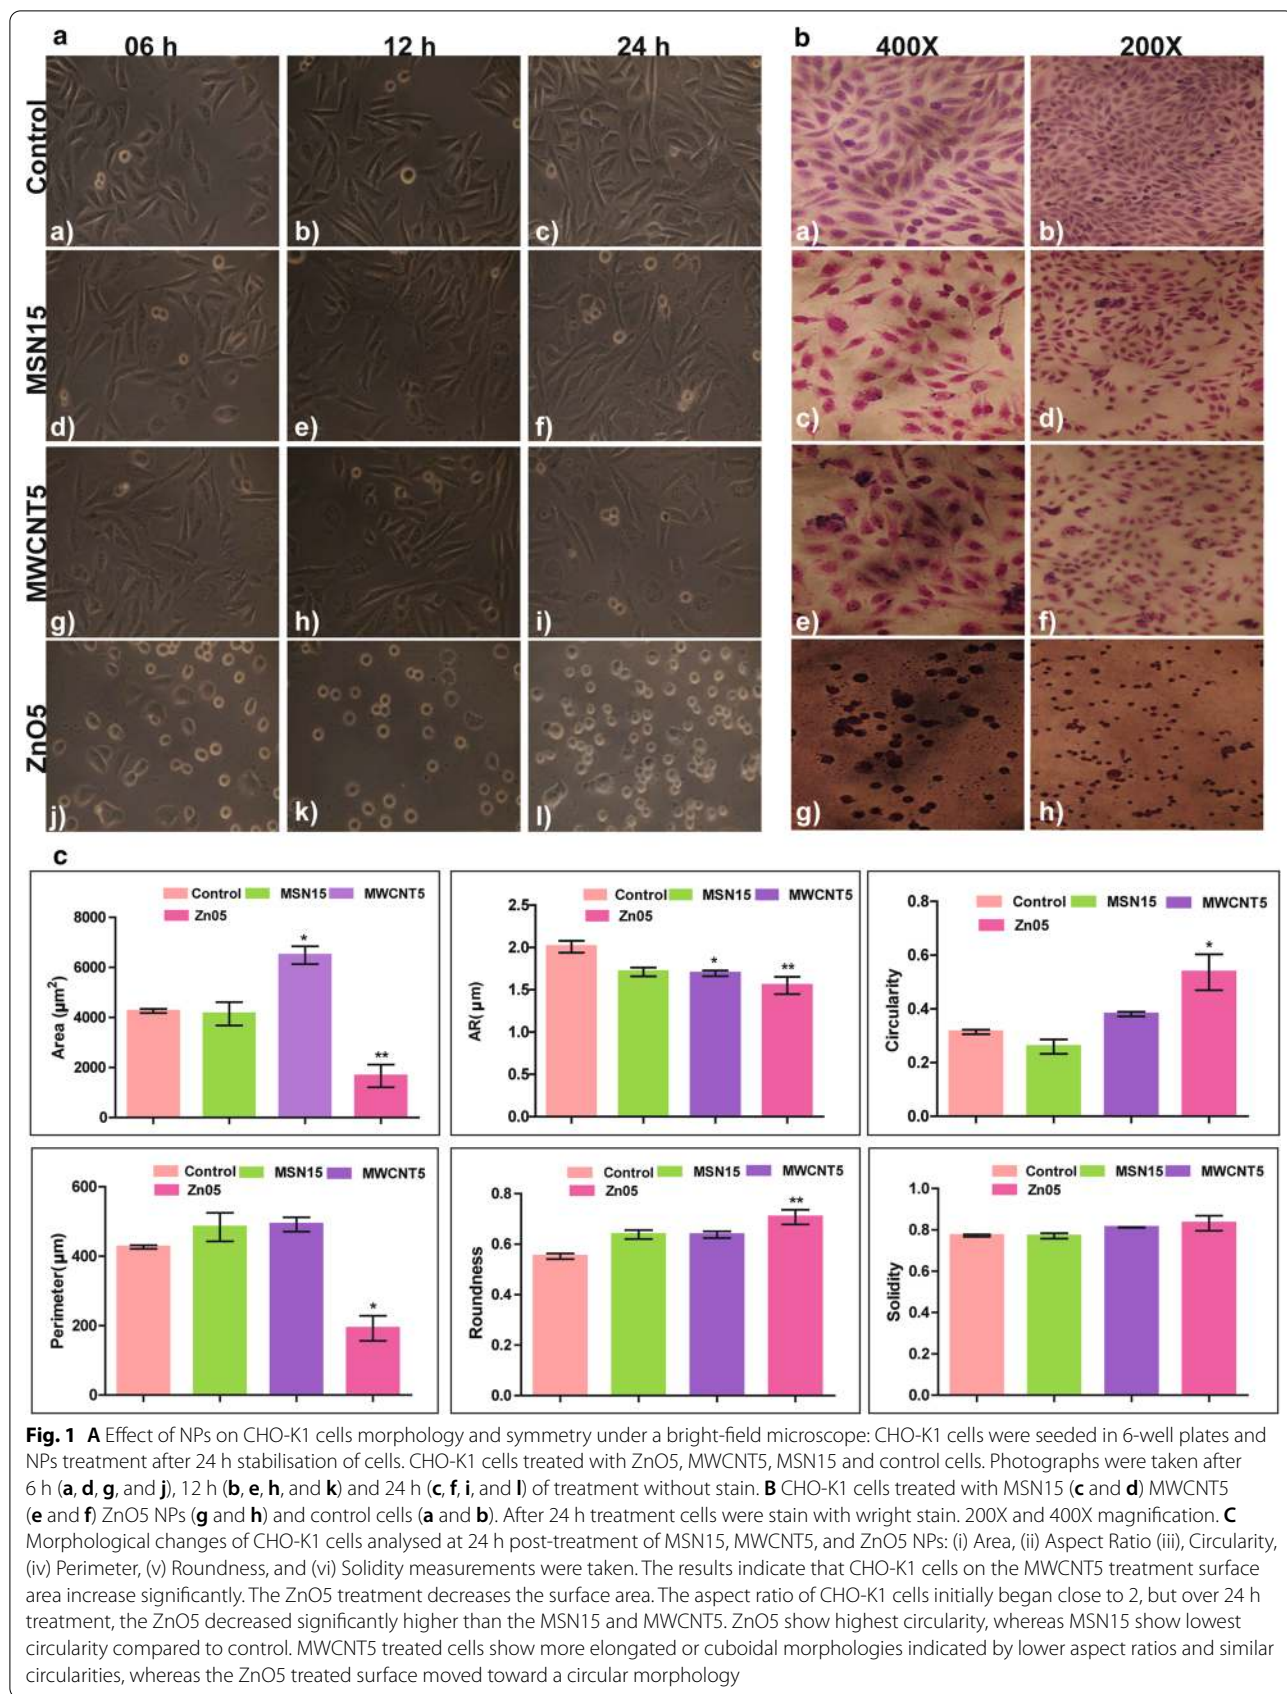 a
06 h 12 h 24 h
b
400X 200X
Control
a) b) c)
a) b)
MSN15
d) e) f)
c) d)
MWCNT5
g) h) i)
e) f)
ZnO5
j) k) l)
g) h)
c
Control MSN15 MWCNT5
Zn05
Area (µm²)
8000
6000
4000
2000
0
*
**
Control MSN15 MWCNT5
Zn05
AR( µm)
2.5
2.0
1.5
1.0
0.5
0.0
*
**
Control MSN15 MWCNT5
Zn05
Circularity
0.8
0.6
0.4
0.2
0.0
*
Control MSN15 MWCNT5
Zn05
Perimeter(µm)
600
400
200
0
*
Control MSN15 MWCNT5
Zn05
Roundness
0.8
0.6
0.4
0.2
0.0
**
Control MSN15 MWCNT5
Zn05
Solidity
1.0
0.8
0.6
0.4
0.2
0.0
Fig. 1 A Effect of NPs on CHO-K1 cells morphology and symmetry under a bright-field microscope: CHO-K1 cells were seeded in 6-well plates and
NPs treatment after 24 h stabilisation of cells. CHO-K1 cells treated with ZnO5, MWCNT5, MSN15 and control cells. Photographs were taken after
6 h (a, d, g, and j), 12 h (b, e, h, and k) and 24 h (c, f, i, and l) of treatment without stain. B CHO-K1 cells treated with MSN15 (c and d) MWCNT5
(e and f) ZnO5 NPs (g and h) and control cells (a and b). After 24 h treatment cells were stain with wright stain. 200X and 400X magnification. C
Morphological changes of CHO-K1 cells analysed at 24 h post-treatment of MSN15, MWCNT5, and ZnO5 NPs: (i) Area, (ii) Aspect Ratio (iii), Circularity,
(iv) Perimeter, (v) Roundness, and (vi) Solidity measurements were taken. The results indicate that CHO-K1 cells on the MWCNT5 treatment surface
area increase significantly. The ZnO5 treatment decreases the surface area. The aspect ratio of CHO-K1 cells initially began close to 2, but over 24 h
treatment, the ZnO5 decreased significantly higher than the MSN15 and MWCNT5. ZnO5 show highest circularity, whereas MSN15 show lowest
circularity compared to control. MWCNT5 treated cells show more elongated or cuboidal morphologies indicated by lower aspect ratios and similar
circularities, whereas the ZnO5 treated surface moved toward a circular morphology